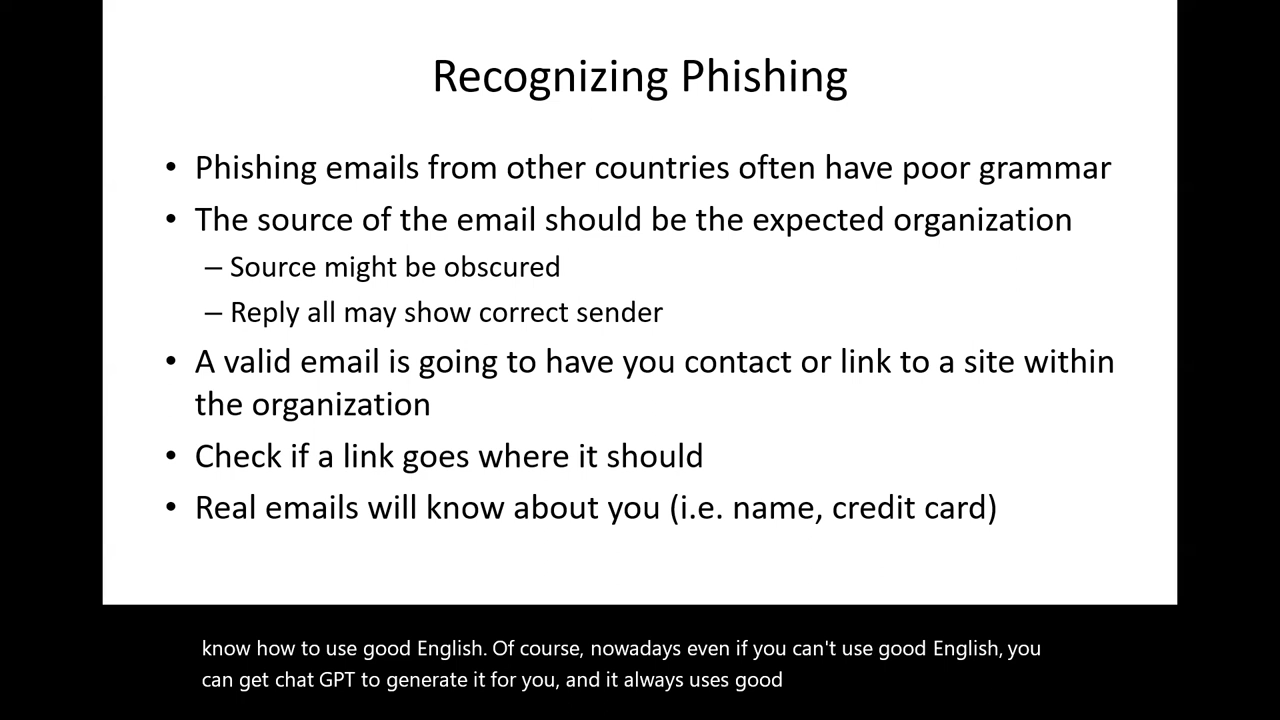 Recognizing Phishing
• Phishing emails from other countries often have poor grammar
• The source of the email should be the expected organization
– Source might be obscured
– Reply all may show correct sender
• A valid email is going to have you contact or link to a site within
the organization
• Check if a link goes where it should
• Real emails will know about you (i.e. name, credit card)
know how to use good English. Of course, nowadays even if you can't use good English, you
can get chat GPT to generate it for you, and it always uses good